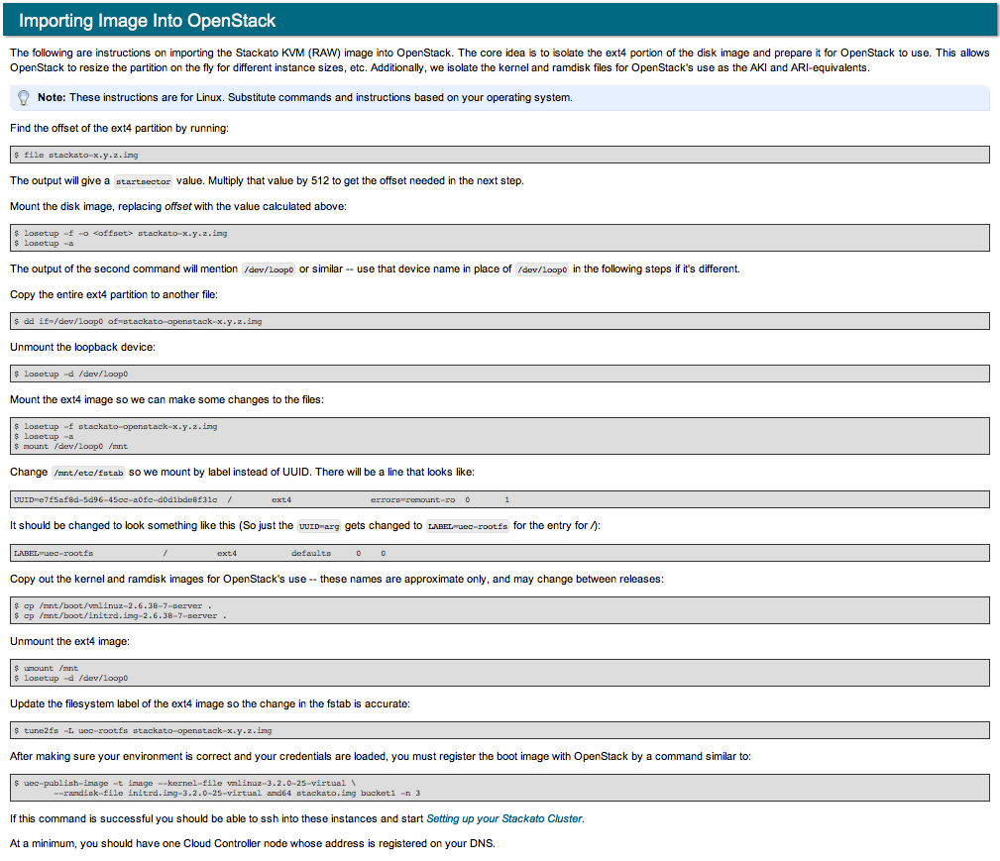 Importing Image Into OpenStack
The following are instructions on importing the Stackato KVM (RAW) image into OpenStack. The core idea is to isolate the ext4 portion of the disk image and prepare it for OpenStack to use. This allows
OpenStack to resize the partition on the fly for different instance sizes, etc. Additionally, we isolate the kernel and ramdisk files for OpenStack's use as the AKI and ARI-equivalents.
Note: These instructions are for Linux. Substitute commands and instructions based on your operating system.
Find the offset of the ext4 partition by running:
$ file stackato-x.y.z.img
The output will give a startsector value. Multiply that value by 512 to get the offset needed in the next step.
Mount the disk image, replacing offset with the value calculated above:
$ losetup -f -o <offset> stackato-x.y.z.img
$ losetup -a
The output of the second command will mention /dev/loop0 or similar -- use that device name in place of /dev/loop0 in the following steps if it's different.
Copy the entire ext4 partition to another file:
$ dd if=/dev/loop0 of=stackato-openstack-x.y.z.img
Unmount the loopback device:
$ losetup -d /dev/loop0
Mount the ext4 image so we can make some changes to the files:
$ losetup -f stackato-openstack-x.y.z.img
$ losetup -a
$ mount /dev/loop0 /mnt
Change /mnt/etc/fstab so we mount by label instead of UUID. There will be a line that looks like:
UUID=e7f5af8d-5d96-45cc-a0fc-d0d1bde8f31c / ext4 errors=remount-ro 0 1
It should be changed to look something like this (So just the UUID=arg gets changed to LABEL=uec-rootfs for the entry for /):
LABEL=uec-rootfs / ext4 defaults 0 0
Copy out the kernel and ramdisk images for OpenStack's use -- these names are approximate only, and may change between releases:
$ cp /mnt/boot/vmlinuz-2.6.38-7-server .
$ cp /mnt/boot/initrd.img-2.6.38-7-server .
Unmount the ext4 image:
$ umount /mnt
$ losetup -d /dev/loop0
Update the filesystem label of the ext4 image so the change in the fstab is accurate:
$ tune2fs -L uec-rootfs stackato-openstack-x.y.z.img
After making sure your environment is correct and your credentials are loaded, you must register the boot image with OpenStack by a command similar to:
$ uec-publish-image -t image --kernel-file vmlinuz-3.2.0-25-virtual \
--ramdisk-file initrd.img-3.2.0-25-virtual amd64 stackato.img bucket1 -n 3
If this command is successful you should be able to ssh into these instances and start Setting up your Stackato Cluster.
At a minimum, you should have one Cloud Controller node whose address is registered on your DNS.